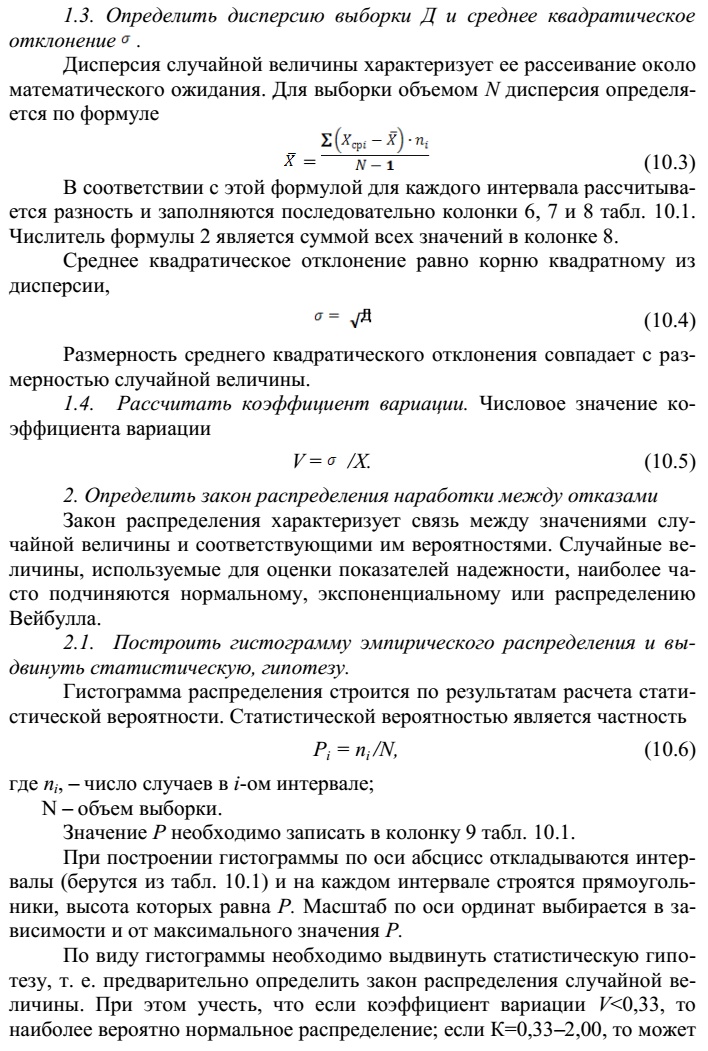 1.3. Определить дисперсию выборки Д и среднее квадратическое
отклонение σ .
Дисперсия случайной величины характеризует ее рассеивание около
математического ожидания. Для выборки объемом N дисперсия определя-
ется по формуле
X̄ = Σ(Xсрi − X̄)·ni / N − 1 (10.3)
В соответствии с этой формулой для каждого интервала рассчитыва-
ется разность и заполняются последовательно колонки 6, 7 и 8 табл. 10.1.
Числитель формулы 2 является суммой всех значений в колонке 8.
Среднее квадратическое отклонение равно корню квадратному из
дисперсии,
σ = √Д (10.4)
Размерность среднего квадратического отклонения совпадает с раз-
мерностью случайной величины.
1.4. Рассчитать коэффициент вариации. Числовое значение ко-
эффициента вариации
V = σ /X. (10.5)
2. Определить закон распределения наработки между отказами
Закон распределения характеризует связь между значениями слу-
чайной величины и соответствующими им вероятностями. Случайные ве-
личины, используемые для оценки показателей надежности, наиболее ча-
сто подчиняются нормальному, экспоненциальному или распределению
Вейбулла.
2.1. Построить гистограмму эмпирического распределения и вы-
двинуть статистическую, гипотезу.
Гистограмма распределения строится по результатам расчета стати-
стической вероятности. Статистической вероятностью является частность
Pi = ni /N, (10.6)
где ni, – число случаев в i-ом интервале;
N – объем выборки.
Значение P необходимо записать в колонку 9 табл. 10.1.
При построении гистограммы по оси абсцисс откладываются интер-
валы (берутся из табл. 10.1) и на каждом интервале строятся прямоуголь-
ники, высота которых равна P. Масштаб по оси ординат выбирается в за-
висимости и от максимального значения P.
По виду гистограммы необходимо выдвинуть статистическую гипо-
тезу, т. е. предварительно определить закон распределения случайной ве-
личины. При этом учесть, что если коэффициент вариации V<0,33, то
наиболее вероятно нормальное распределение; если К=0,33–2,00, то может